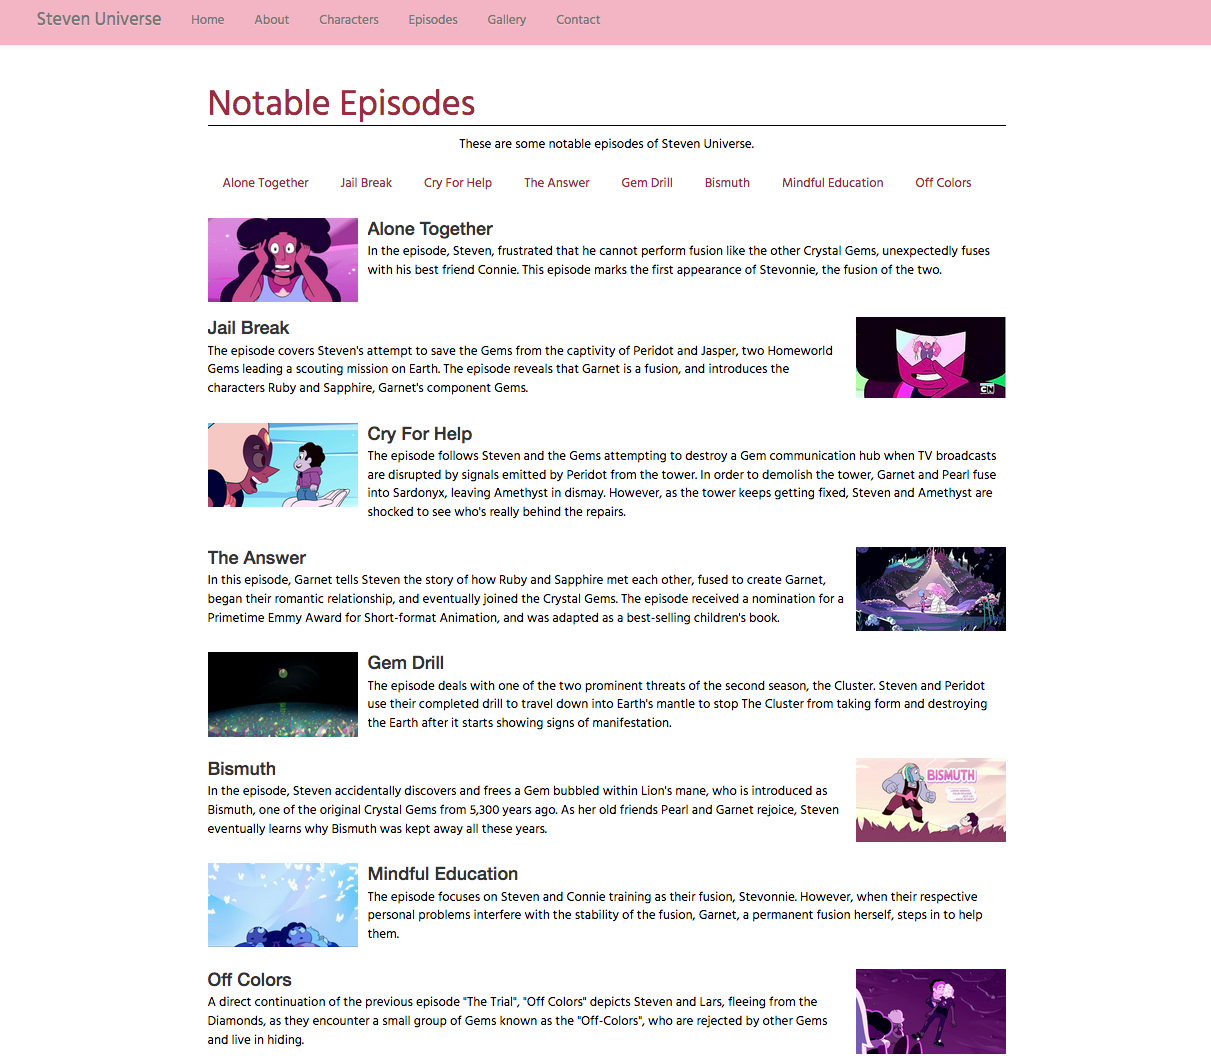 Steven Universe Home About Characters Episodes Gallery Contact
Notable Episodes
These are some notable episodes of Steven Universe.
Alone Together Jail Break Cry For Help The Answer Gem Drill Bismuth Mindful Education Off Colors
Alone Together
In the episode, Steven, frustrated that he cannot perform fusion like the other Crystal Gems, unexpectedly fuses
with his best friend Connie. This episode marks the first appearance of Stevonnie, the fusion of the two.
Jail Break
The episode covers Steven's attempt to save the Gems from the captivity of Peridot and Jasper, two Homeworld
Gems leading a scouting mission on Earth. The episode reveals that Garnet is a fusion, and introduces the
characters Ruby and Sapphire, Garnet's component Gems.
CN
Cry For Help
The episode follows Steven and the Gems attempting to destroy a Gem communication hub when TV broadcasts
are disrupted by signals emitted by Peridot from the tower. In order to demolish the tower, Garnet and Pearl fuse
into Sardonyx, leaving Amethyst in dismay. However, as the tower keeps getting fixed, Steven and Amethyst are
shocked to see who's really behind the repairs.
The Answer
In this episode, Garnet tells Steven the story of how Ruby and Sapphire met each other, fused to create Garnet,
began their romantic relationship, and eventually joined the Crystal Gems. The episode received a nomination for a
Primetime Emmy Award for Short-format Animation, and was adapted as a best-selling children's book.
Gem Drill
The episode deals with one of the two prominent threats of the second season, the Cluster. Steven and Peridot
use their completed drill to travel down into Earth's mantle to stop The Cluster from taking form and destroying
the Earth after it starts showing signs of manifestation.
Bismuth
In the episode, Steven accidentally discovers and frees a Gem bubbled within Lion's mane, who is introduced as
Bismuth, one of the original Crystal Gems from 5,300 years ago. As her old friends Pearl and Garnet rejoice, Steven
eventually learns why Bismuth was kept away all these years.
BISMUTH
Mindful Education
The episode focuses on Steven and Connie training as their fusion, Stevonnie. However, when their respective
personal problems interfere with the stability of the fusion, Garnet, a permanent fusion herself, steps in to help
them.
Off Colors
A direct continuation of the previous episode "The Trial", "Off Colors" depicts Steven and Lars, fleeing from the
Diamonds, as they encounter a small group of Gems known as the "Off-Colors", who are rejected by other Gems
and live in hiding.